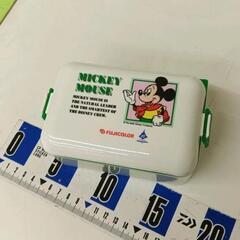 MICKEY
MOUSE
MICKEY MOUSE IS
THE NATURAL LEADER
AND THE SMARTEST OF
THE DISNEY CREW.
FUJICOLOR
5
10
15
20